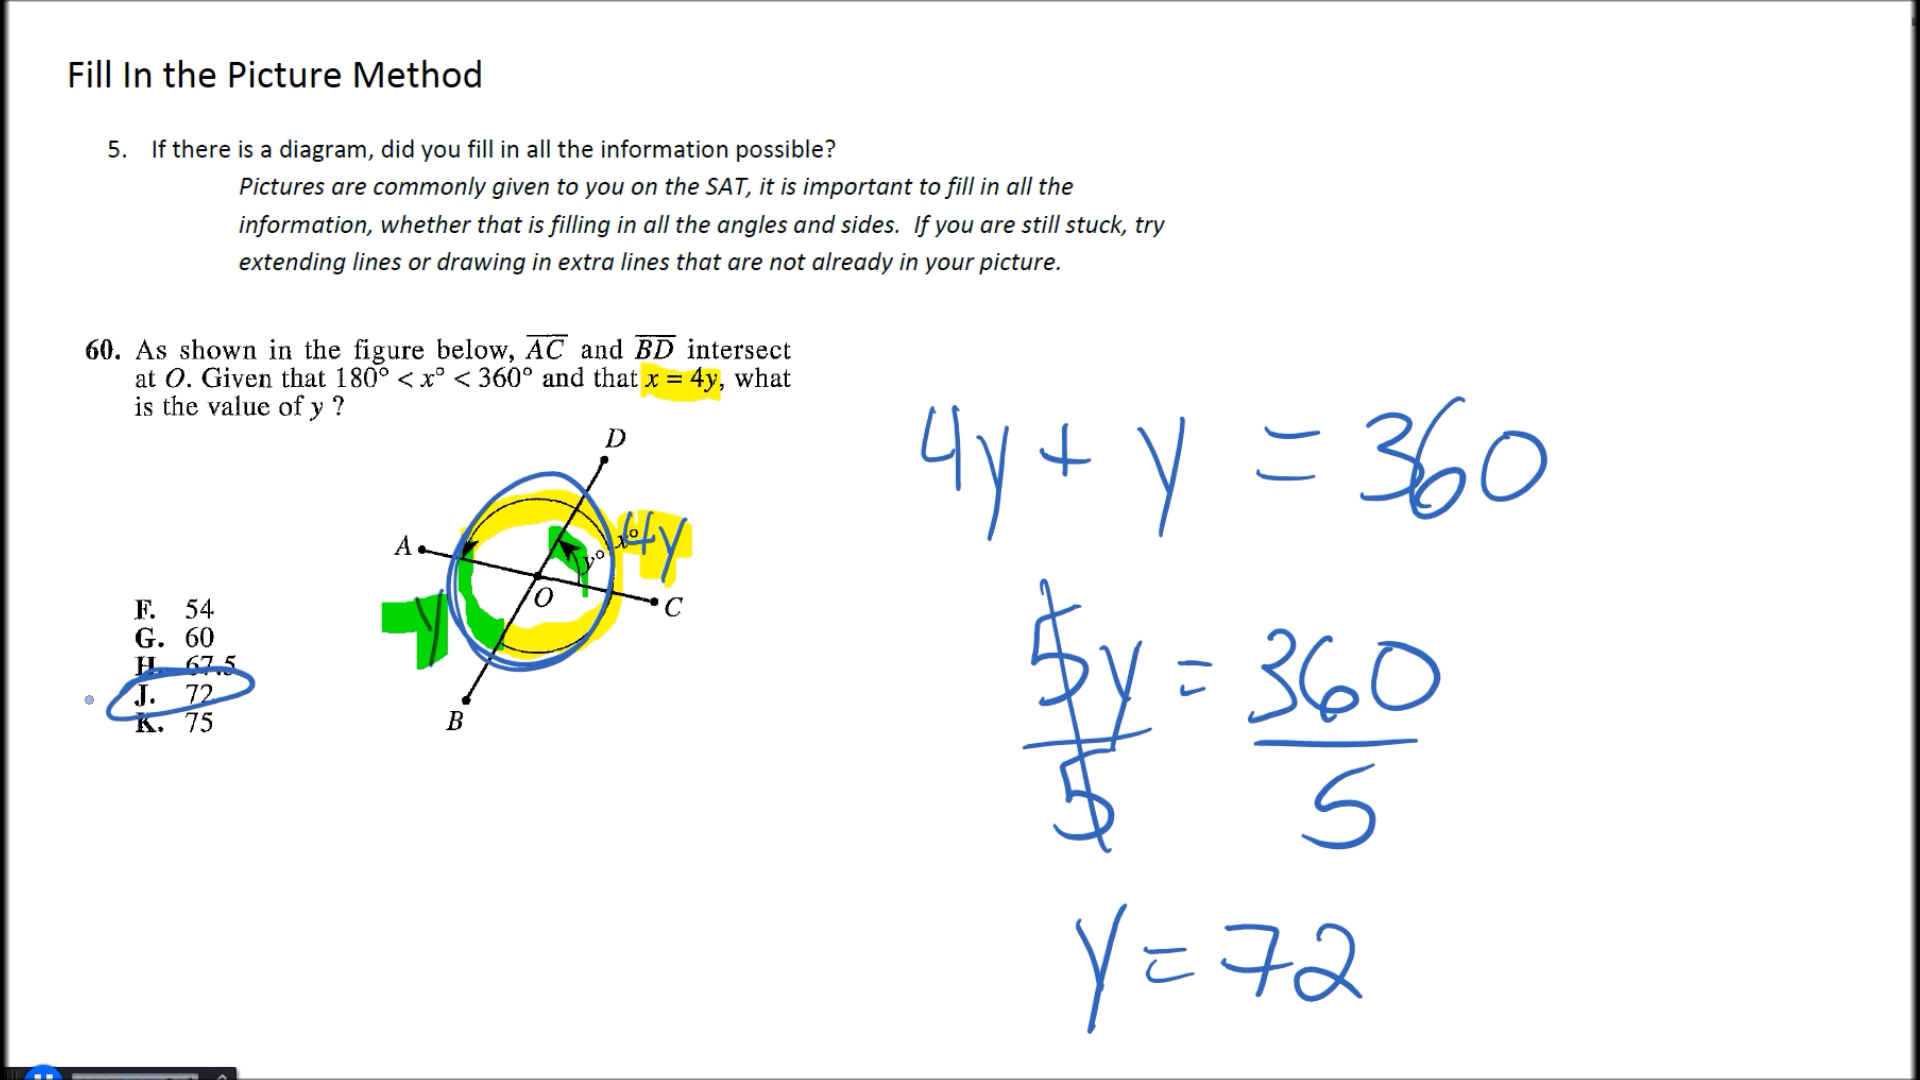 Fill In the Picture Method
5. If there is a diagram, did you fill in all the information possible?
Pictures are commonly given to you on the SAT, it is important to fill in all the
information, whether that is filling in all the angles and sides. If you are still stuck, try
extending lines or drawing in extra lines that are not already in your picture.
60. As shown in the figure below, AC and BD intersect
at O. Given that 180° < x° < 360° and that x = 4y, what
is the value of y ?
D
A
x°
4y
y°
O
C
y
B
F. 54
G. 60
H. 67.5
J. 72
K. 75
4y + y = 360
5y = 360
5 5
y = 72